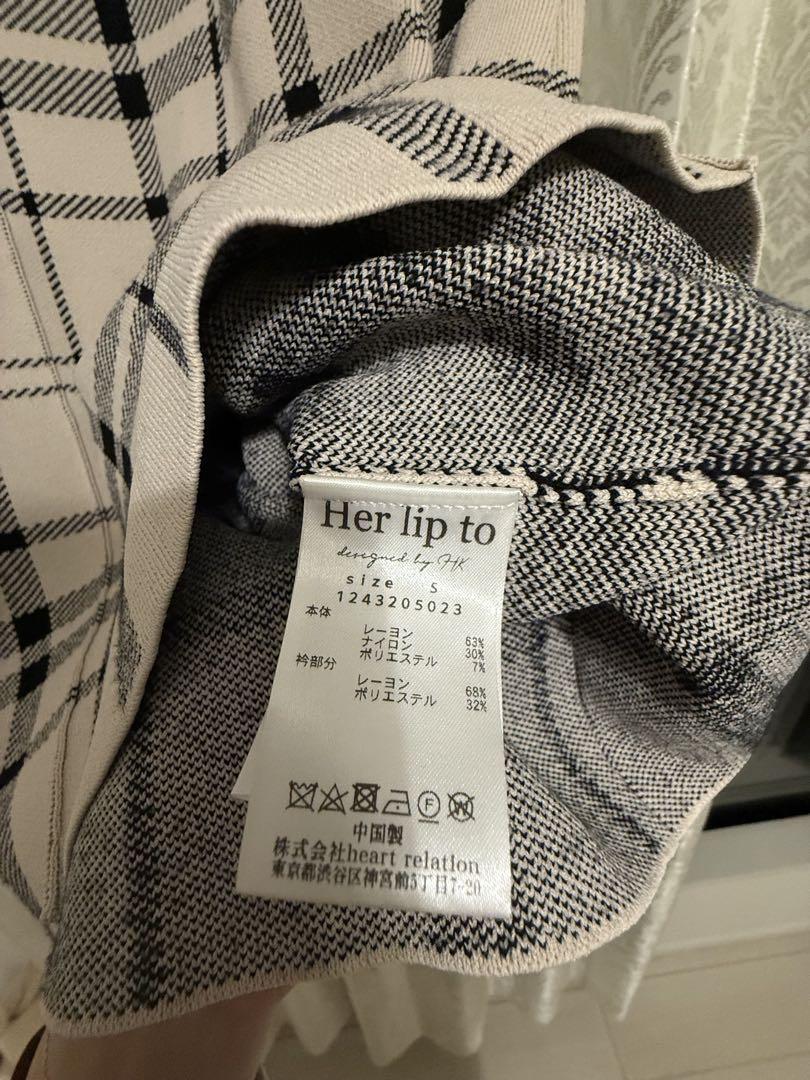 Her lip to
designed by HK
size S
1243205023
本体
レーヨン 63%
ナイロン 30%
ポリエステル 7%
衿部分
レーヨン 68%
ポリエステル 32%
中国製
株式会社heart relation
東京都渋谷区神宮前5丁目7-20